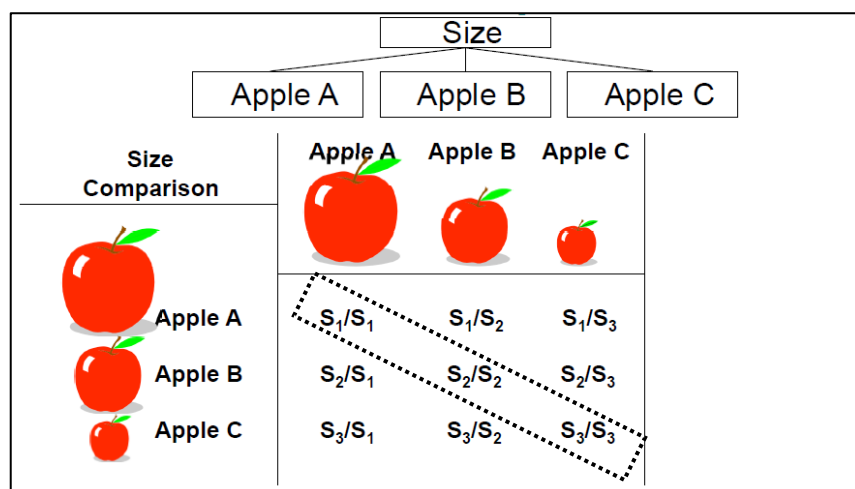 Size
Apple A Apple B Apple C
Size
Comparison
Apple A Apple B Apple C
Apple A S₁/S₁ S₁/S₂ S₁/S₃
Apple B S₂/S₁ S₂/S₂ S₂/S₃
Apple C S₃/S₁ S₃/S₂ S₃/S₃